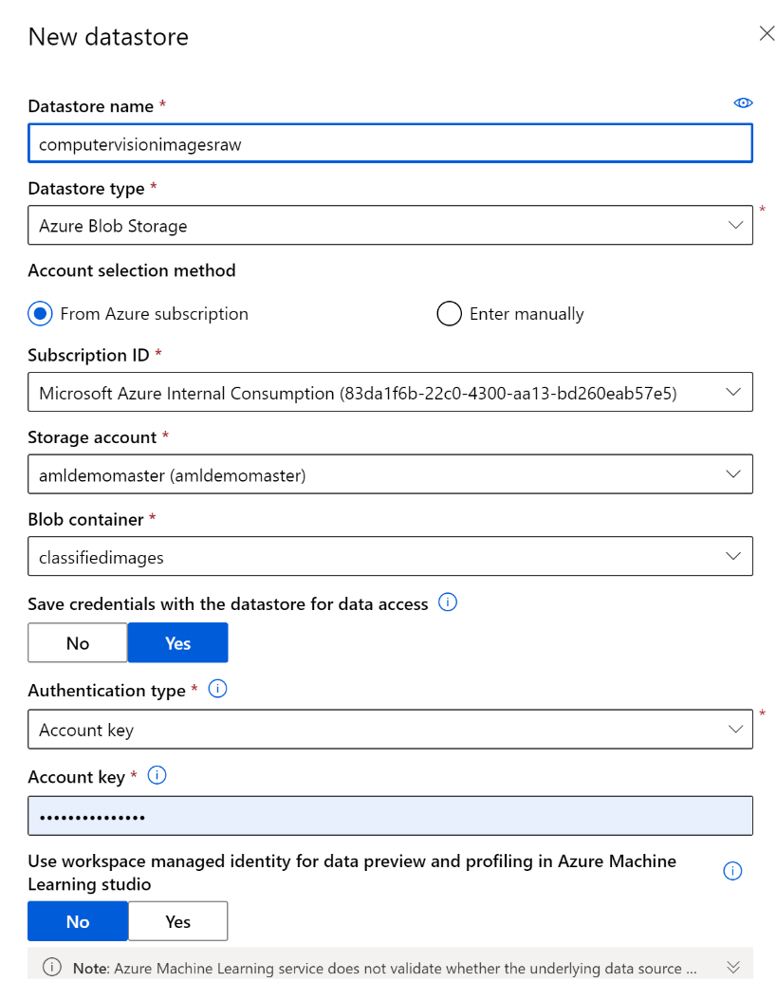 New datastore
Datastore name *
computervisionimagesraw
Datastore type *
Azure Blob Storage
*
Account selection method
From Azure subscription
Enter manually
Subscription ID *
Microsoft Azure Internal Consumption (83da1f6b-22c0-4300-aa13-bd260eab57e5)
Storage account *
amldemomaster (amldemomaster)
Blob container *
classifiedimages
Save credentials with the datastore for data access
No
Yes
Authentication type *
Account key
*
Account key *
•••••••••••••••
Use workspace managed identity for data preview and profiling in Azure Machine
Learning studio
No
Yes
Note: Azure Machine Learning service does not validate whether the underlying data source ...